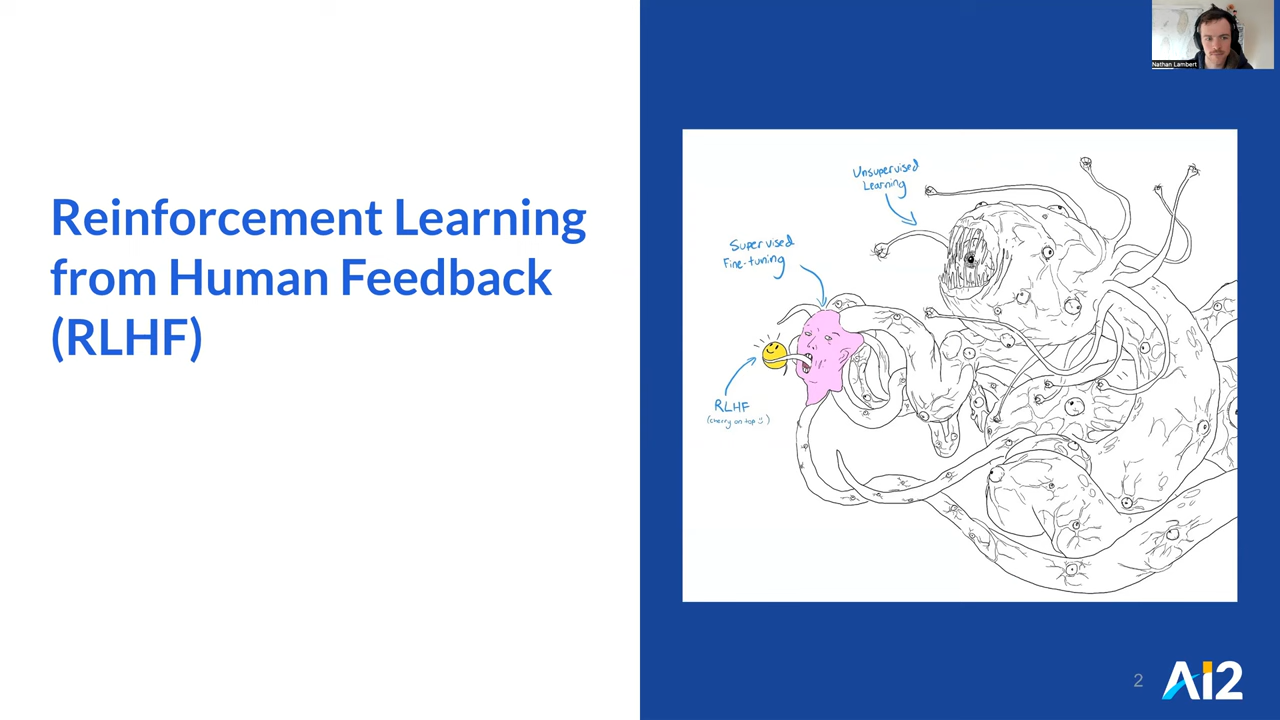 Reinforcement Learning
from Human Feedback
(RLHF)
Nathan Lambert
Unsupervised
Learning
Supervised
Fine-tuning
RLHF
(cherry on top :))
2
AI2